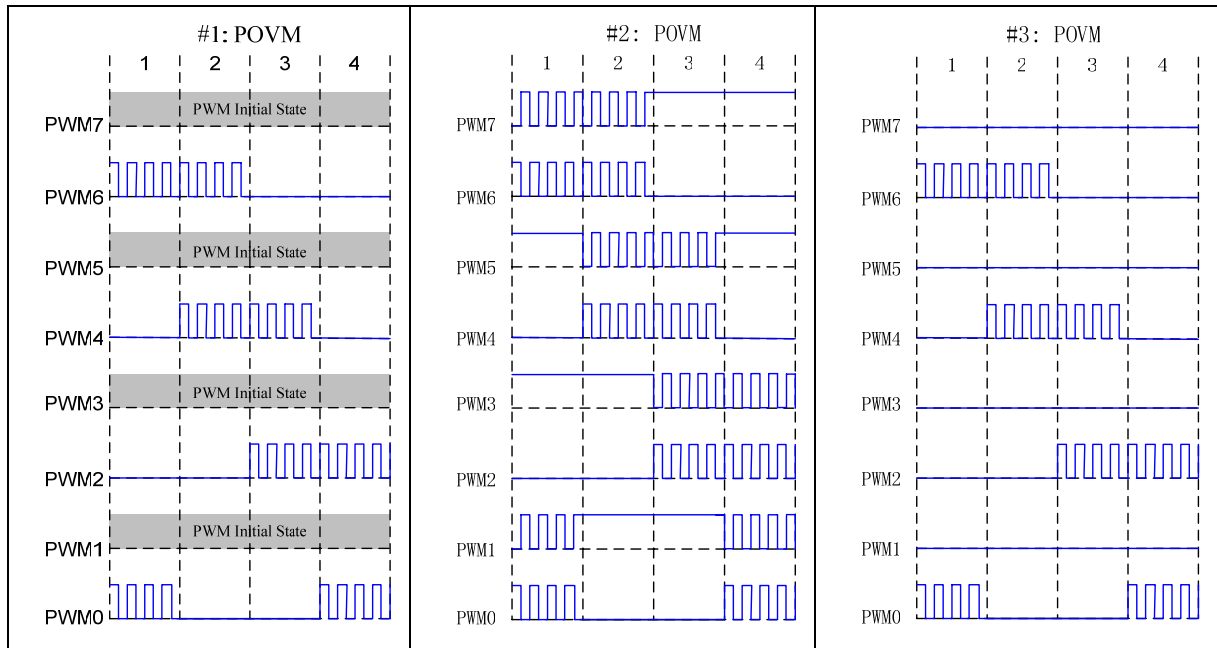 #1: POVM
1 2 3 4
PWM7 PWM Initial State
PWM6
PWM5 PWM Initial State
PWM4
PWM3 PWM Initial State
PWM2
PWM1 PWM Initial State
PWM0
#2: POVM
1 2 3 4
PWM7
PWM6
PWM5
PWM4
PWM3
PWM2
PWM1
PWM0
#3: POVM
1 2 3 4
PWM7
PWM6
PWM5
PWM4
PWM3
PWM2
PWM1
PWM0